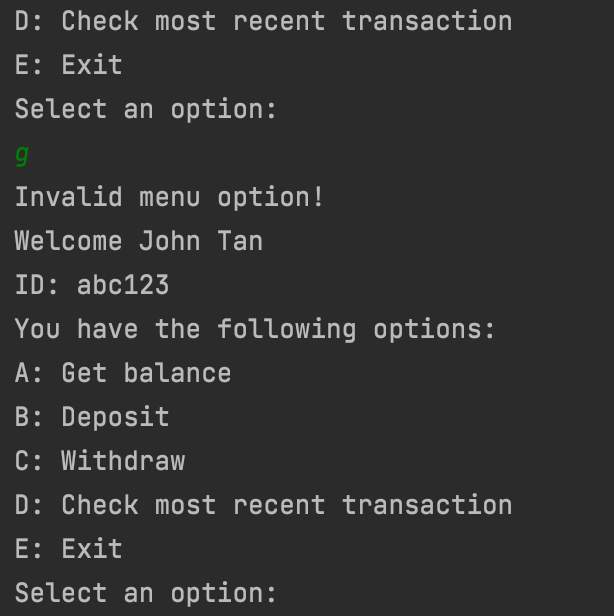 D: Check most recent transaction
E: Exit
Select an option:
g
Invalid menu option!
Welcome John Tan
ID: abc123
You have the following options:
A: Get balance
B: Deposit
C: Withdraw
D: Check most recent transaction
E: Exit
Select an option: